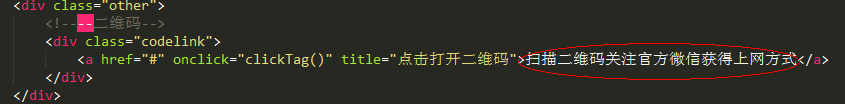 <div class="other">
<!----二维码-->
<div class="codelink">
<a href="#" onclick="clickTag()" title="点击打开二维码">扫描二维码关注官方微信获得上网方式</a>
</div>
</div>